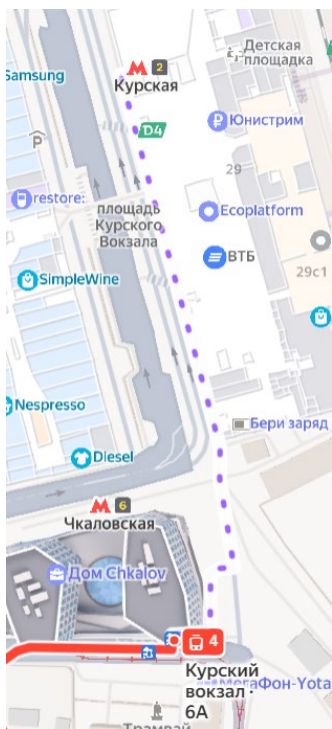 М 2
Детская
площадка
Samsung
Курская
D4
Юнистрим
P
29
restore:
площадь
Курского
Вокзала
Ecoplatform
ВТБ
29с1
SimpleWine
Nespresso
Бери заряд
Diesel
М 6
Чкаловская
Дом Chkalov
4
Курский
вокзал ·
6А
МегаФон-Yota
Трамвай